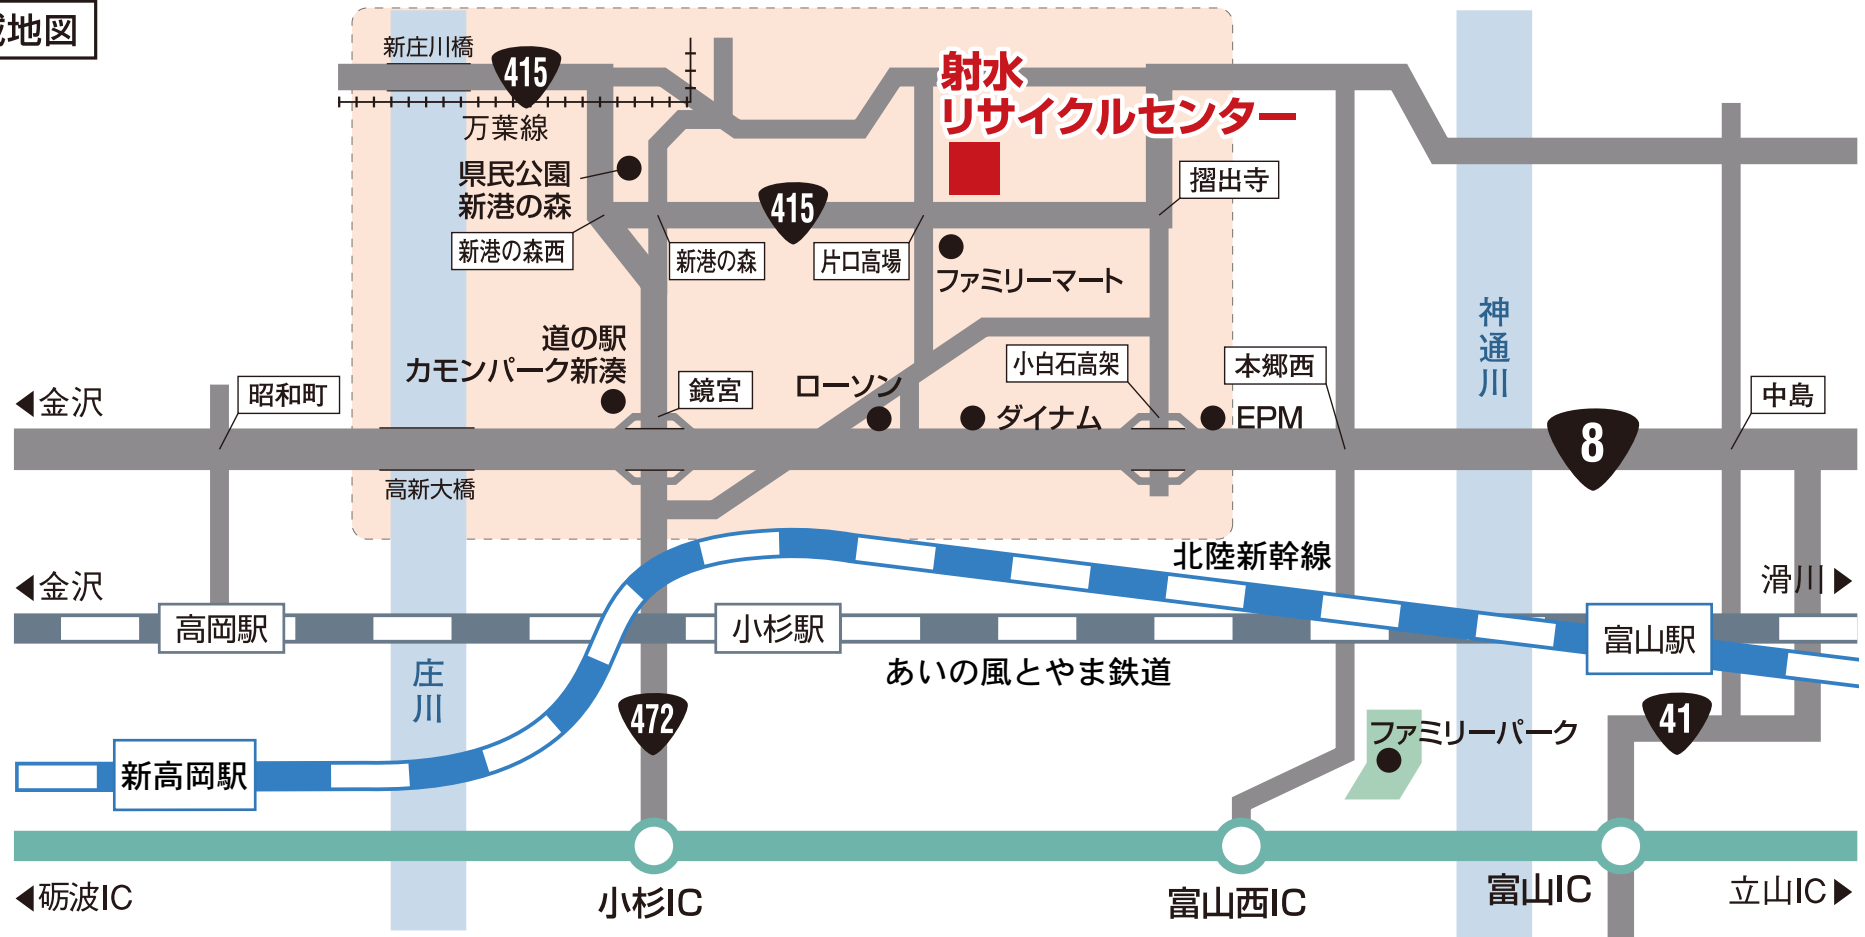 地図
新庄川橋
415
万葉線
射水
リサイクルセンター
県民公園
新港の森
415
摺出寺
新港の森西
新港の森
片口高場
ファミリーマート
道の駅
カモンパーク新湊
小白石高架
本郷西
神通川
金沢
昭和町
鏡宮
ローソン
ダイナム
EPM
中島
8
高新大橋
北陸新幹線
金沢
滑川
高岡駅
小杉駅
富山駅
あいの風とやま鉄道
庄川
472
ファミリーパーク
41
新高岡駅
砺波IC
小杉IC
富山西IC
富山IC
立山IC